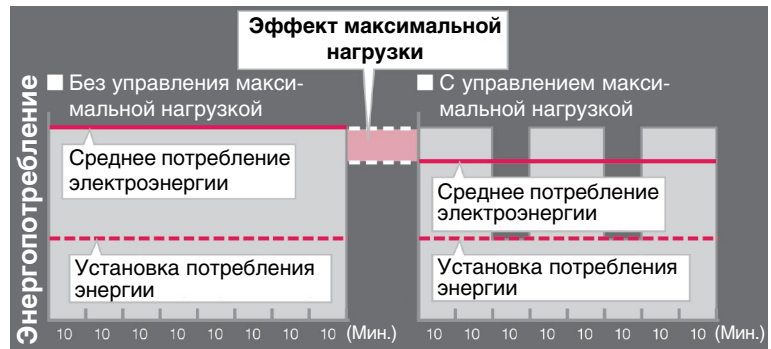 Эффект максимальной
нагрузки
Энергопотребление
Без управления макси-
мальной нагрузкой
С управлением макси-
мальной нагрузкой
Среднее потребление
электроэнергии
Среднее потребление
электроэнергии
Установка потребления
энергии
Установка потребления
энергии
10 10 10 10 10 10 10 10 (Мин.) 10 10 10 10 10 10 10 10 (Мин.)